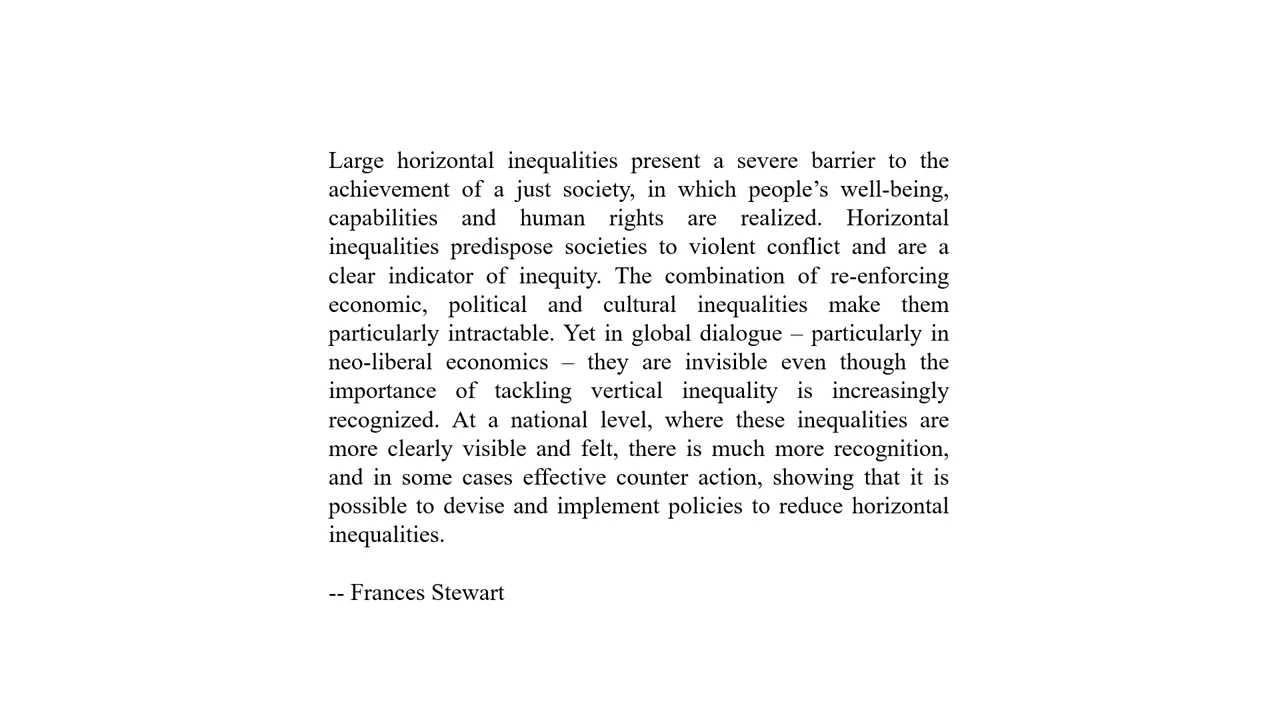 Large horizontal inequalities present a severe barrier to the
achievement of a just society, in which people’s well-being,
capabilities and human rights are realized. Horizontal
inequalities predispose societies to violent conflict and are a
clear indicator of inequity. The combination of re-enforcing
economic, political and cultural inequalities make them
particularly intractable. Yet in global dialogue – particularly in
neo-liberal economics – they are invisible even though the
importance of tackling vertical inequality is increasingly
recognized. At a national level, where these inequalities are
more clearly visible and felt, there is much more recognition,
and in some cases effective counter action, showing that it is
possible to devise and implement policies to reduce horizontal
inequalities.
-- Frances Stewart